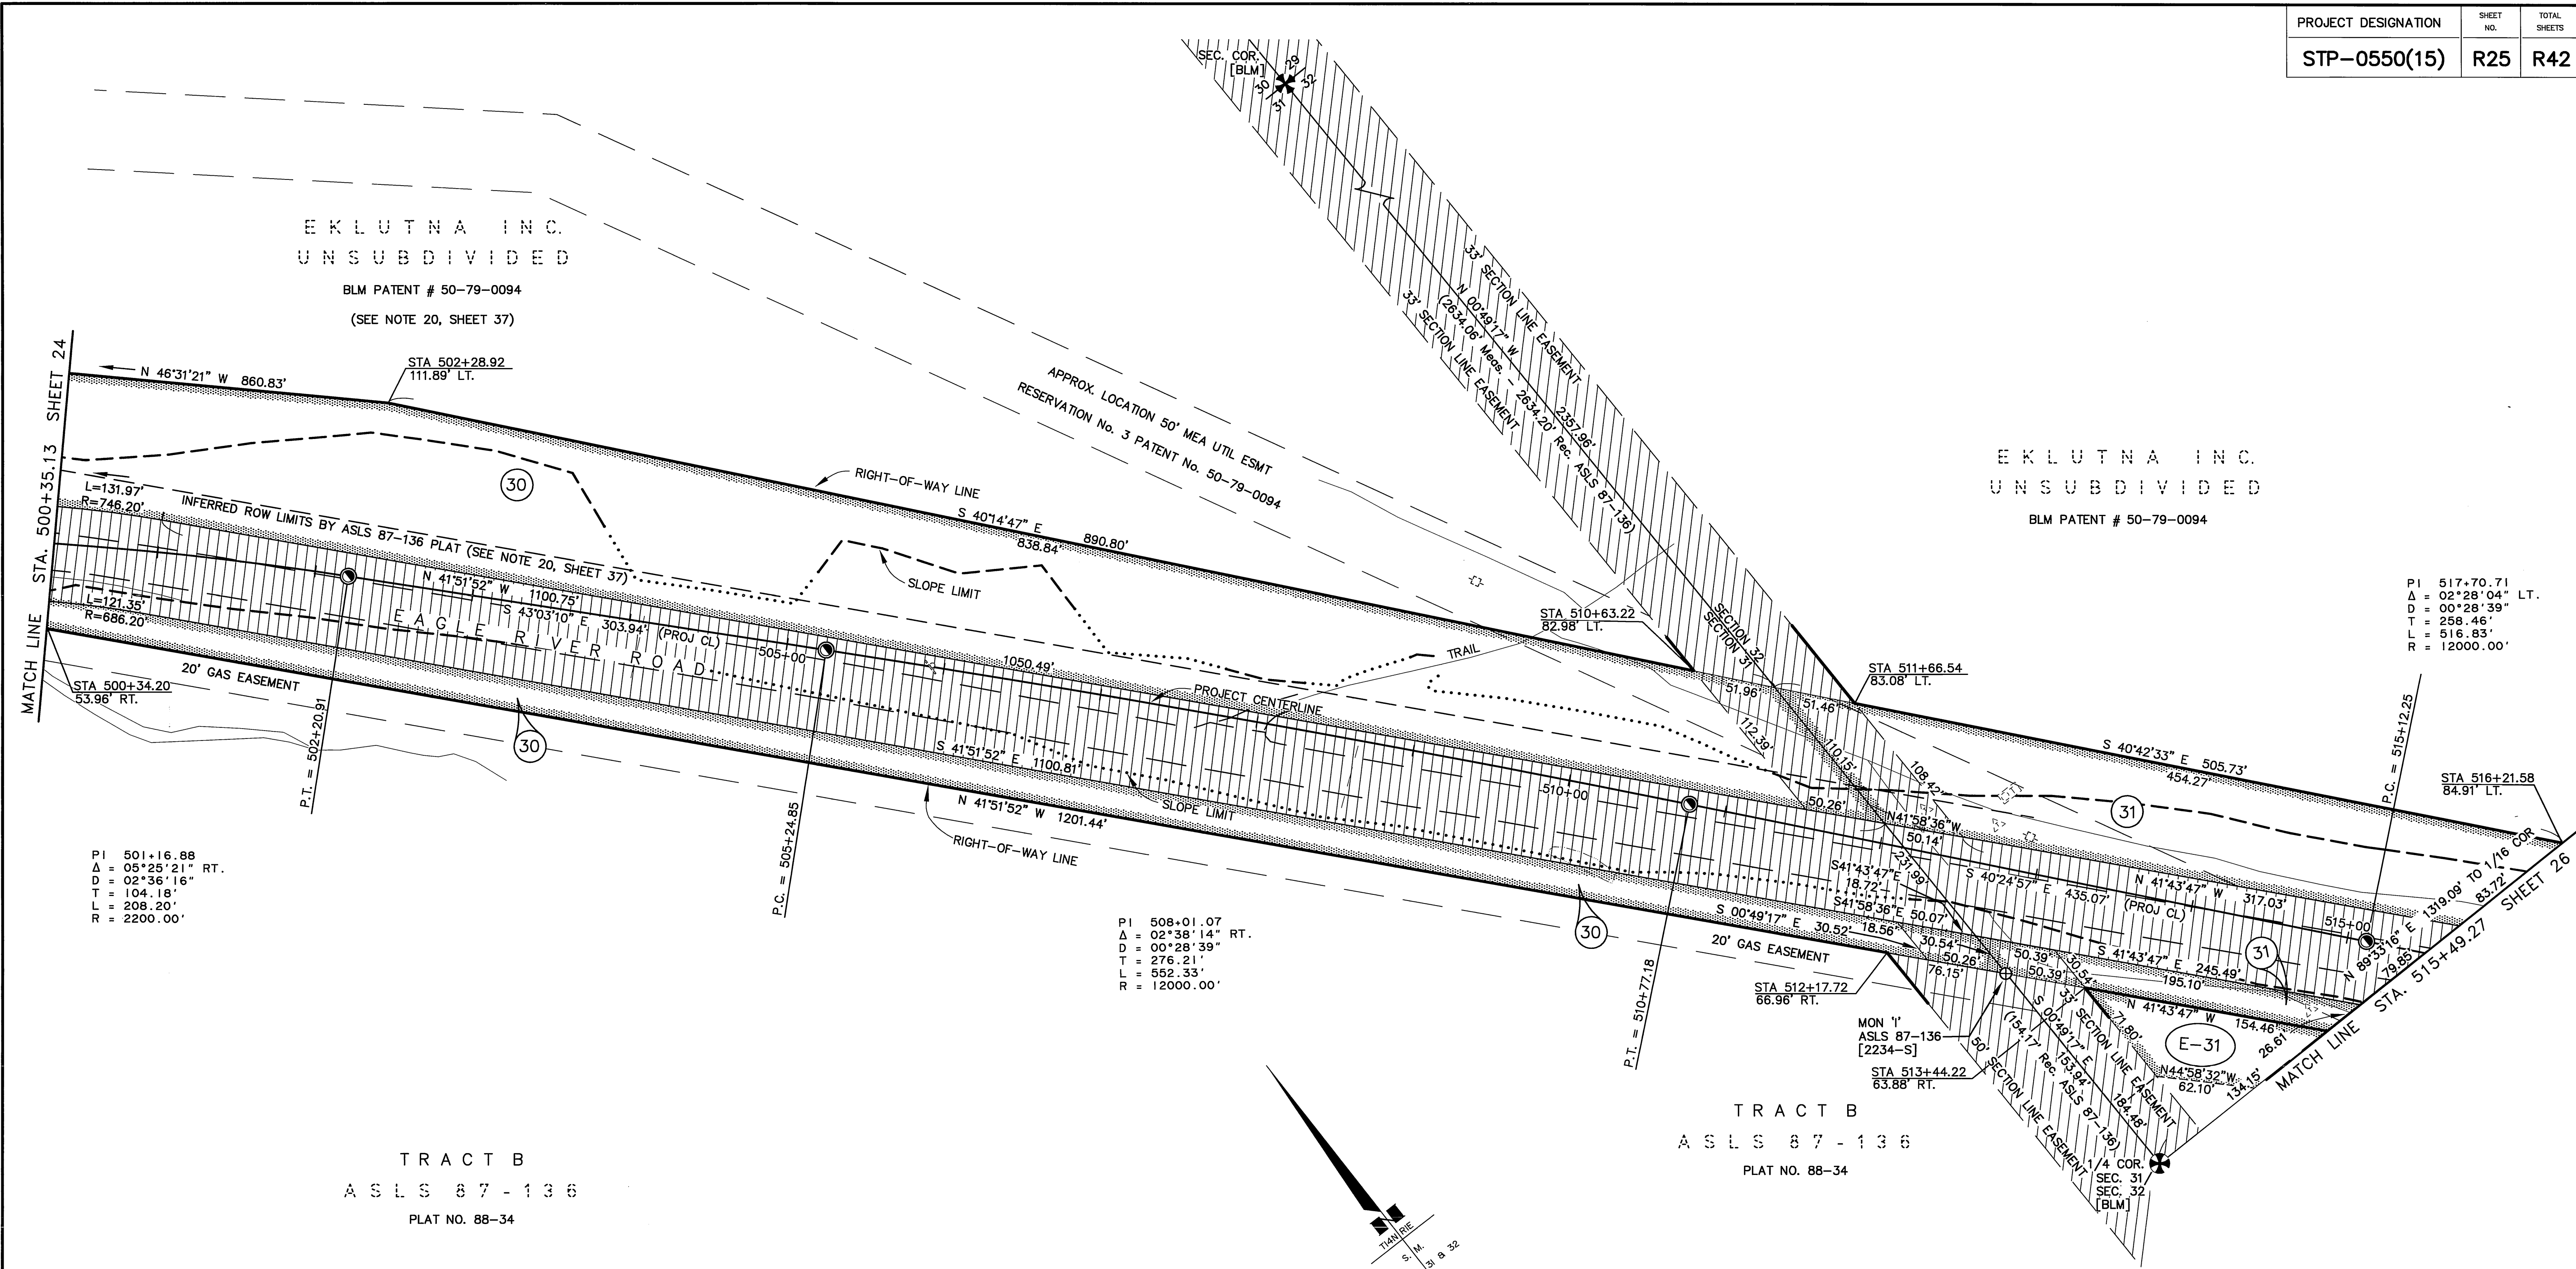 PROJECT DESIGNATION
SHEET NO.
TOTAL SHEETS
STP-0550(15)
R25
R42
SEC. COR.
[BLM]
29
30
32
31
EKLUTNA INC.
UNSUBDIVIDED
BLM PATENT # 50-79-0094
(SEE NOTE 20, SHEET 37)
MATCH LINE STA. 500+35.13 SHEET 24
N 46°31'21" W 860.83'
STA 502+28.92
111.89' LT.
30
RIGHT-OF-WAY LINE
S 40°14'47" E 890.80'
838.84'
APPROX. LOCATION 50' MEA UTIL ESMT
RESERVATION No. 3 PATENT No. 50-79-0094
33' SECTION LINE EASEMENT
N 00°49'17" W 2357.96'
(2634.06' Meas. - 2634.20' Rec. ASLS 87-136)
33' SECTION LINE EASEMENT
SECTION 32
SECTION 31
EKLUTNA INC.
UNSUBDIVIDED
BLM PATENT # 50-79-0094
L=131.97'
R=746.20'
INFERRED ROW LIMITS BY ASLS 87-136 PLAT (SEE NOTE 20, SHEET 37)
SLOPE LIMIT
N 41°51'52" W 1100.75'
S 43°03'10" E 303.94' (PROJ CL)
505+00
EAGLE RIVER ROAD
L=121.35'
R=686.20'
20' GAS EASEMENT
STA 500+34.20
53.96' RT.
P.T. = 502+20.91
30
P.C. = 505+24.85
1050.49'
PROJECT CENTERLINE
TRAIL
S 41°51'52" E 1100.81'
SLOPE LIMIT
N 41°51'52" W 1201.44'
RIGHT-OF-WAY LINE
510+00
STA 510+63.22
82.98' LT.
STA 511+66.54
83.08' LT.
51.96'
51.46'
112.39'
110.15'
108.42'
50.26'
N41°58'36"W
50.14'
S 40°42'33" E 505.73'
454.27'
31
P.C. = 515+12.25
STA 516+21.58
84.91' LT.
PI 517+70.71
Δ = 02°28'04" LT.
D = 00°28'39"
T = 258.46'
L = 516.83'
R = 12000.00'
PI 501+16.88
Δ = 05°25'21" RT.
D = 02°36'16"
T = 104.18'
L = 208.20'
R = 2200.00'
PI 508+01.07
Δ = 02°38'14" RT.
D = 00°28'39"
T = 276.21'
L = 552.33'
R = 12000.00'
30
P.T. = 510+77.18
231.99'
S41°43'47"E
18.72'
S41°58'36"E 50.07'
S 40°24'57" E 435.07'
(PROJ CL)
N 41°43'47" W 317.03'
515+00
S 00°49'17" E 30.52'
18.56'
30.54'
50.26'
76.15'
50.39'
50.39'
30.54'
S 41°43'47" E 245.49'
195.10'
31
20' GAS EASEMENT
STA 512+17.72
66.96' RT.
MON '1'
ASLS 87-136
[2234-S]
STA 513+44.22
63.88' RT.
N 41°43'47" W 154.46'
E-31
71.80'
N44°58'32"W
62.10'
26.61'
134.15'
N 89°33'16" E 1319.09' TO 1/16 COR
79.85'
83.72'
MATCH LINE STA. 515+49.27 SHEET 26
33' SECTION LINE EASEMENT
S 00°49'17" E 153.94'
184.48'
(154.17' Rec. ASLS 87-136)
50' SECTION LINE EASEMENT
1/4 COR.
SEC. 31
SEC. 32
[BLM]
TRACT B
ASLS 87-136
PLAT NO. 88-34
TRACT B
ASLS 87-136
PLAT NO. 88-34
N
T14N R1E
S. M.
31 & 32